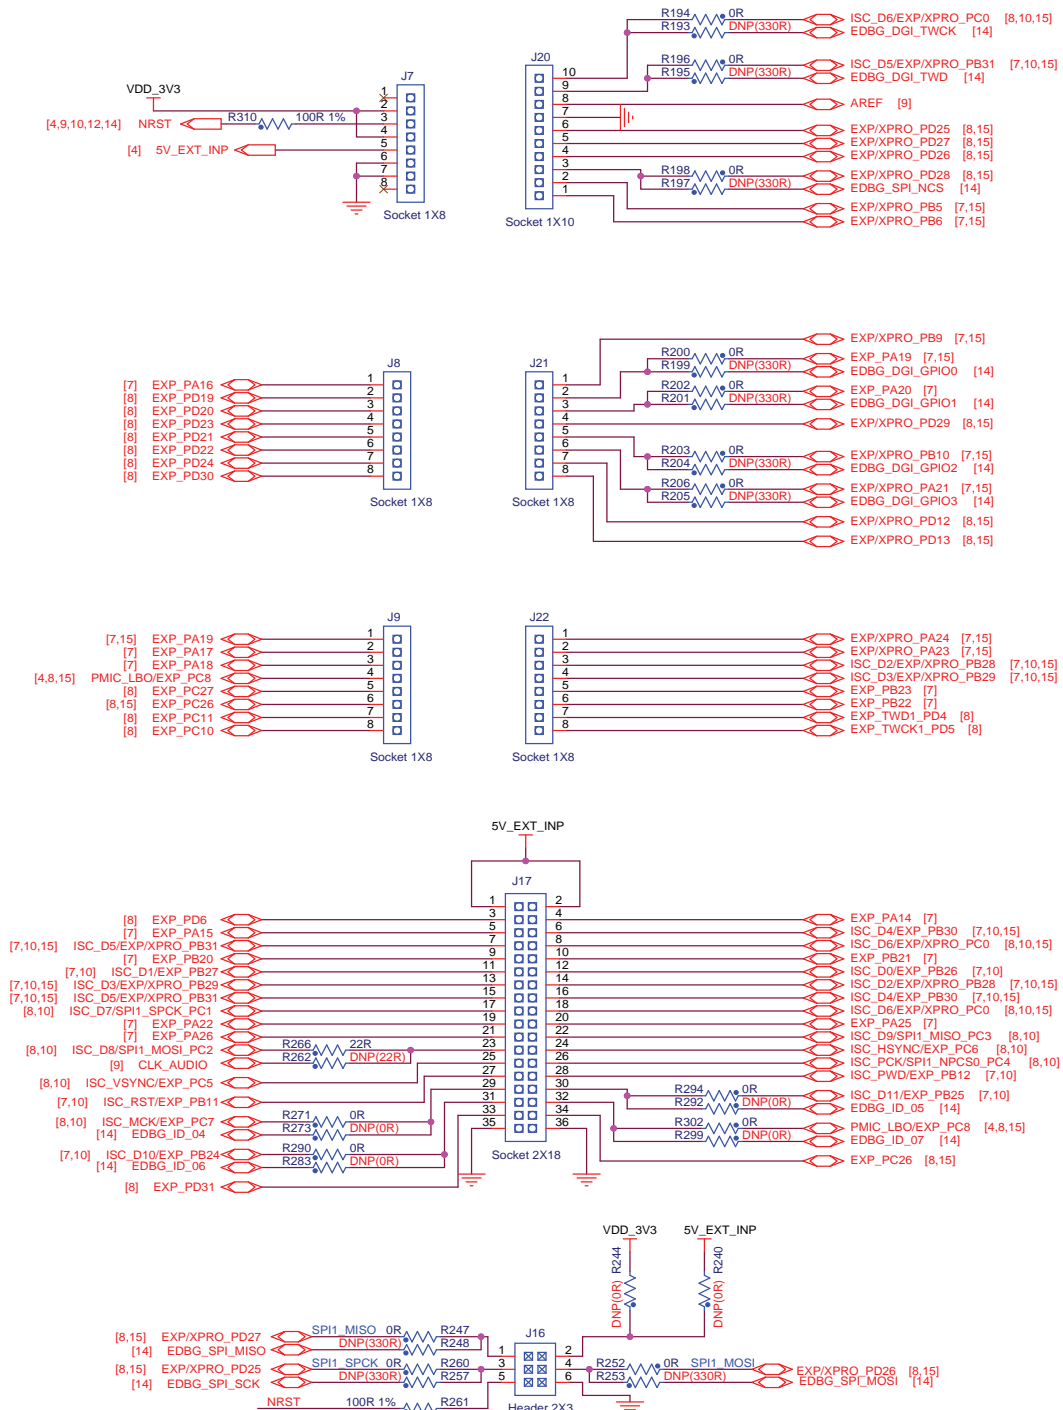 R194 0R ISC_D6/EXP/XPRO_PC0 [8,10,15]
R193 DNP(330R) EDBG_DGI_TWCK [14]
J20
R196 0R ISC_D5/EXP/XPRO_PB31 [7,10,15]
R195 DNP(330R) EDBG_DGI_TWD [14]
10
9
8 AREF [9]
7
6 EXP/XPRO_PD25 [8,15]
5 EXP/XPRO_PD27 [8,15]
4 EXP/XPRO_PD26 [8,15]
3 R198 0R EXP/XPRO_PD28 [8,15]
R197 DNP(330R) EDBG_SPI_NCS [14]
2 EXP/XPRO_PB5 [7,15]
1 EXP/XPRO_PB6 [7,15]
Socket 1X10
J7
VDD_3V3
1
2
[4,9,10,12,14] NRST R310 100R 1% 3
4
[4] 5V_EXT_INP 5
6
7
8
Socket 1X8
J8
[7] EXP_PA16 1
[8] EXP_PD19 2
[8] EXP_PD20 3
[8] EXP_PD23 4
[8] EXP_PD21 5
[8] EXP_PD22 6
[8] EXP_PD24 7
[8] EXP_PD30 8
Socket 1X8
J21
1 EXP/XPRO_PB9 [7,15]
2 R200 0R EXP_PA19 [7,15]
R199 DNP(330R) EDBG_DGI_GPIO0 [14]
3 R202 0R EXP_PA20 [7]
R201 DNP(330R) EDBG_DGI_GPIO1 [14]
4 EXP/XPRO_PD29 [8,15]
5 R203 0R EXP/XPRO_PB10 [7,15]
R204 DNP(330R) EDBG_DGI_GPIO2 [14]
6 R206 0R EXP/XPRO_PA21 [7,15]
R205 DNP(330R) EDBG_DGI_GPIO3 [14]
7 EXP/XPRO_PD12 [8,15]
8 EXP/XPRO_PD13 [8,15]
Socket 1X8
J9
[7,15] EXP_PA19 1
[7] EXP_PA17 2
[7] EXP_PA18 3
[4,8,15] PMIC_LBO/EXP_PC8 4
[8] EXP_PC27 5
[8,15] EXP_PC26 6
[8] EXP_PC11 7
[8] EXP_PC10 8
Socket 1X8
J22
1 EXP/XPRO_PA24 [7,15]
2 EXP/XPRO_PA23 [7,15]
3 ISC_D2/EXP/XPRO_PB28 [7,10,15]
4 ISC_D3/EXP/XPRO_PB29 [7,10,15]
5 EXP_PB23 [7]
6 EXP_PB22 [7]
7 EXP_TWD1_PD4 [8]
8 EXP_TWCK1_PD5 [8]
Socket 1X8
5V_EXT_INP
J17
1 2
[8] EXP_PD6 3 4 EXP_PA14 [7]
[7] EXP_PA15 5 6 ISC_D4/EXP_PB30 [7,10,15]
[7,10,15] ISC_D5/EXP/XPRO_PB31 7 8 ISC_D6/EXP/XPRO_PC0 [8,10,15]
[7] EXP_PB20 9 10 EXP_PB21 [7]
[7,10] ISC_D1/EXP_PB27 11 12 ISC_D0/EXP_PB26 [7,10]
[7,10,15] ISC_D3/EXP/XPRO_PB29 13 14 ISC_D2/EXP/XPRO_PB28 [7,10,15]
[7,10,15] ISC_D5/EXP/XPRO_PB31 15 16 ISC_D4/EXP_PB30 [7,10,15]
[8,10] ISC_D7/SPI1_SPCK_PC1 17 18 ISC_D6/EXP/XPRO_PC0 [8,10,15]
[7] EXP_PA22 19 20 EXP_PA25 [7]
[7] EXP_PA26 21 22 ISC_D9/SPI1_MISO_PC3 [8,10]
[8,10] ISC_D8/SPI1_MOSI_PC2 R266 22R 23 24 ISC_HSYNC/EXP_PC6 [8,10]
[9] CLK_AUDIO R262 DNP(22R) 25 26 ISC_PCK/SPI1_NPCS0_PC4 [8,10]
27 28 ISC_PWD/EXP_PB12 [7,10]
[8,10] ISC_VSYNC/EXP_PC5 29 30 R294 0R ISC_D11/EXP_PB25 [7,10]
[7,10] ISC_RST/EXP_PB11 31 32 R292 DNP(0R) EDBG_ID_05 [14]
[8,10] ISC_MCK/EXP_PC7 R271 0R 33 34 R302 0R PMIC_LBO/EXP_PC8 [4,8,15]
[14] EDBG_ID_04 R273 DNP(0R) 35 36 R299 DNP(0R) EDBG_ID_07 [14]
[7,10] ISC_D10/EXP_PB24 R290 0R Socket 2X18 EXP_PC26 [8,15]
[14] EDBG_ID_06 R283 DNP(0R)
[8] EXP_PD31
VDD_3V3 5V_EXT_INP
R244 DNP(0R)
R240 DNP(0R)
J16
[8,15] EXP/XPRO_PD27 SPI1_MISO 0R R247
[14] EDBG_SPI_MISO DNP(330R) R248 1 2
[8,15] EXP/XPRO_PD25 SPI1_SPCK 0R R260 3 4 R252 0R SPI1_MOSI EXP/XPRO_PD26 [8,15]
[14] EDBG_SPI_SCK DNP(330R) R257 5 6 R253 DNP(330R) EDBG_SPI_MOSI [14]
NRST 100R 1% R261 Header 2X3